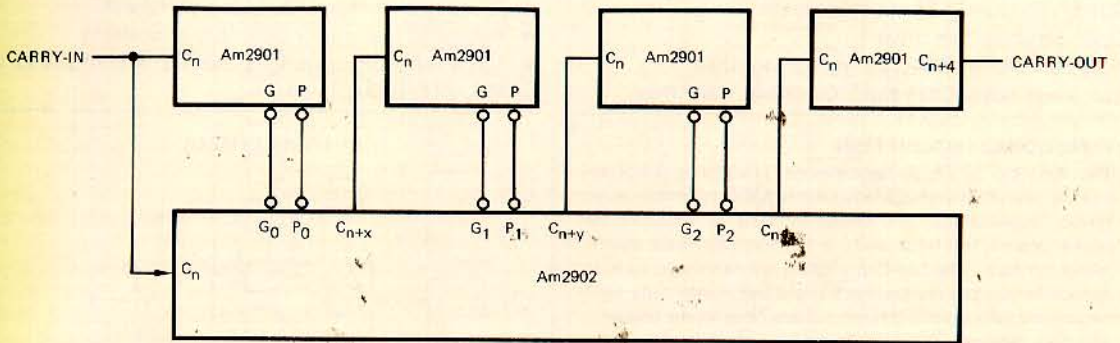 CARRY-IN
Cn Am2901
G P
Cn Am2901
G P
Cn Am2901
G P
Cn Am2901 Cn+4
CARRY-OUT
G0 P0 Cn+x G1 P1 Cn+y G2 P2
Cn
Am2902